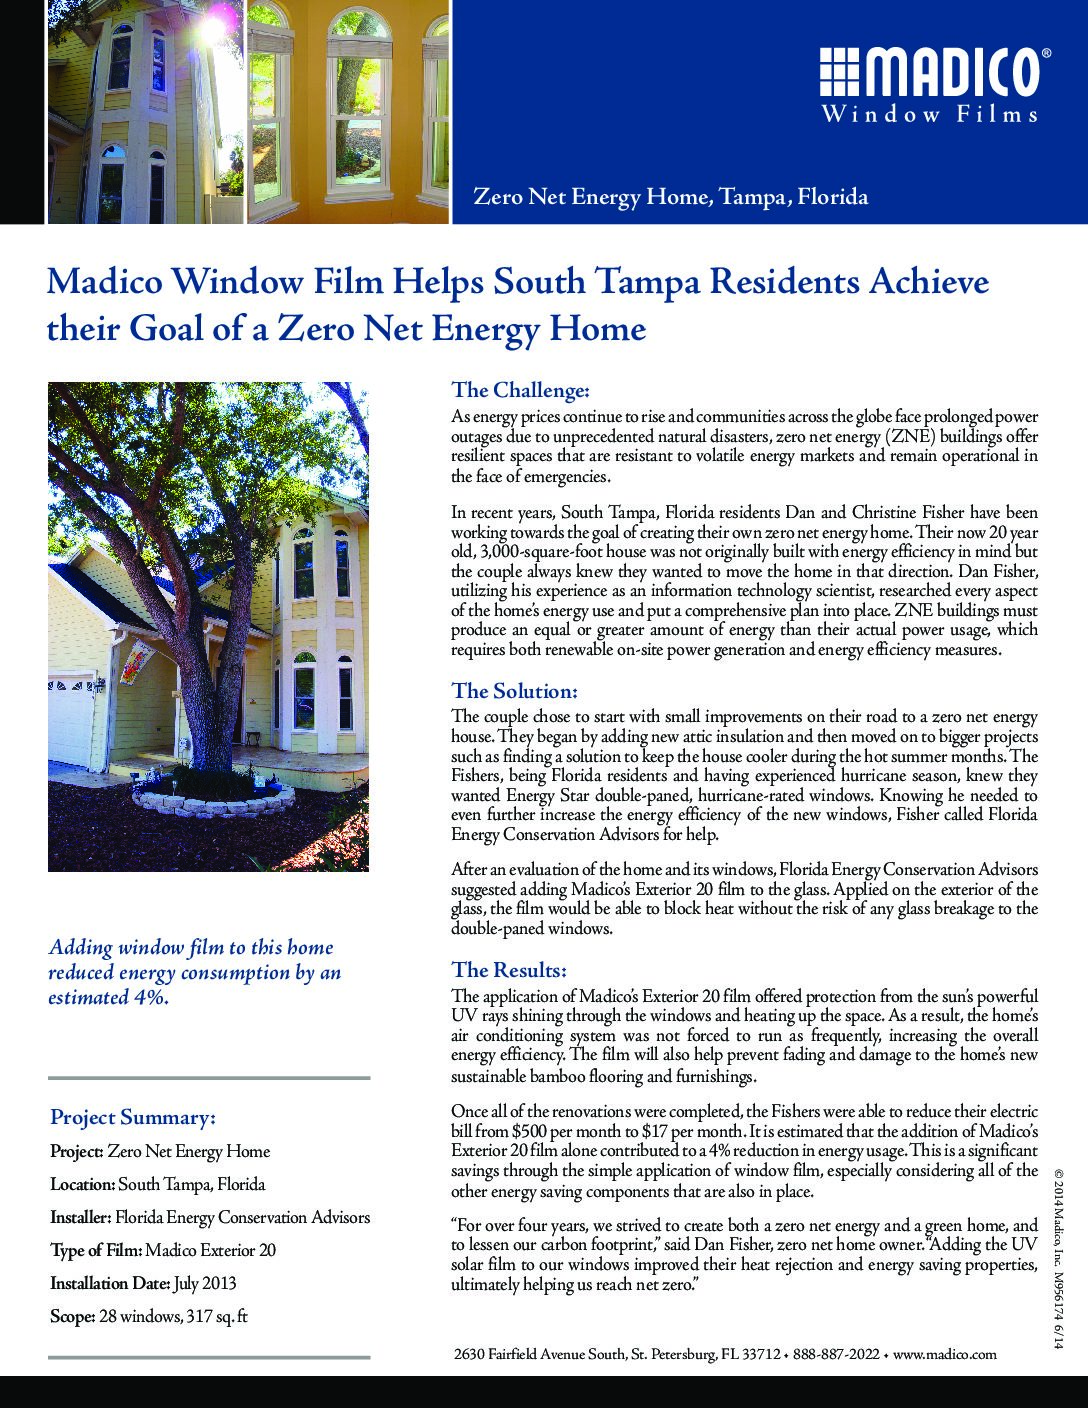 MADICO®
Window Films
Zero Net Energy Home, Tampa, Florida
Madico Window Film Helps South Tampa Residents Achieve
their Goal of a Zero Net Energy Home
Adding window film to this home
reduced energy consumption by an
estimated 4%.
Project Summary:
Project: Zero Net Energy Home
Location: South Tampa, Florida
Installer: Florida Energy Conservation Advisors
Type of Film: Madico Exterior 20
Installation Date: July 2013
Scope: 28 windows, 317 sq. ft
The Challenge:
As energy prices continue to rise and communities across the globe face prolonged power
outages due to unprecedented natural disasters, zero net energy (ZNE) buildings offer
resilient spaces that are resistant to volatile energy markets and remain operational in
the face of emergencies.
In recent years, South Tampa, Florida residents Dan and Christine Fisher have been
working towards the goal of creating their own zero net energy home. Their now 20 year
old, 3,000-square-foot house was not originally built with energy efficiency in mind but
the couple always knew they wanted to move the home in that direction. Dan Fisher,
utilizing his experience as an information technology scientist, researched every aspect
of the home's energy use and put a comprehensive plan into place. ZNE buildings must
produce an equal or greater amount of energy than their actual power usage, which
requires both renewable on-site power generation and energy efficiency measures.
The Solution:
The couple chose to start with small improvements on their road to a zero net energy
house. They began by adding new attic insulation and then moved on to bigger projects
such as finding a solution to keep the house cooler during the hot summer months. The
Fishers, being Florida residents and having experienced hurricane season, knew they
wanted Energy Star double-paned, hurricane-rated windows. Knowing he needed to
even further increase the energy efficiency of the new windows, Fisher called Florida
Energy Conservation Advisors for help.
After an evaluation of the home and its windows, Florida Energy Conservation Advisors
suggested adding Madico's Exterior 20 film to the glass. Applied on the exterior of the
glass, the film would be able to block heat without the risk of any glass breakage to the
double-paned windows.
The Results:
The application of Madico's Exterior 20 film offered protection from the sun's powerful
UV rays shining through the windows and heating up the space. As a result, the home's
air conditioning system was not forced to run as frequently, increasing the overall
energy efficiency. The film will also help prevent fading and damage to the home's new
sustainable bamboo flooring and furnishings.
Once all of the renovations were completed, the Fishers were able to reduce their electric
bill from $500 per month to $17 per month. It is estimated that the addition of Madico's
Exterior 20 film alone contributed to a 4% reduction in energy usage. This is a significant
savings through the simple application of window film, especially considering all of the
other energy saving components that are also in place.
“For over four years, we strived to create both a zero net energy and a green home, and
to lessen our carbon footprint,” said Dan Fisher, zero net home owner. “Adding the UV
solar film to our windows improved their heat rejection and energy saving properties,
ultimately helping us reach net zero.”
2630 Fairfield Avenue South, St. Petersburg, FL 33712 • 888-887-2022 • www.madico.com
© 2014 Madico, Inc. M956174 6/14